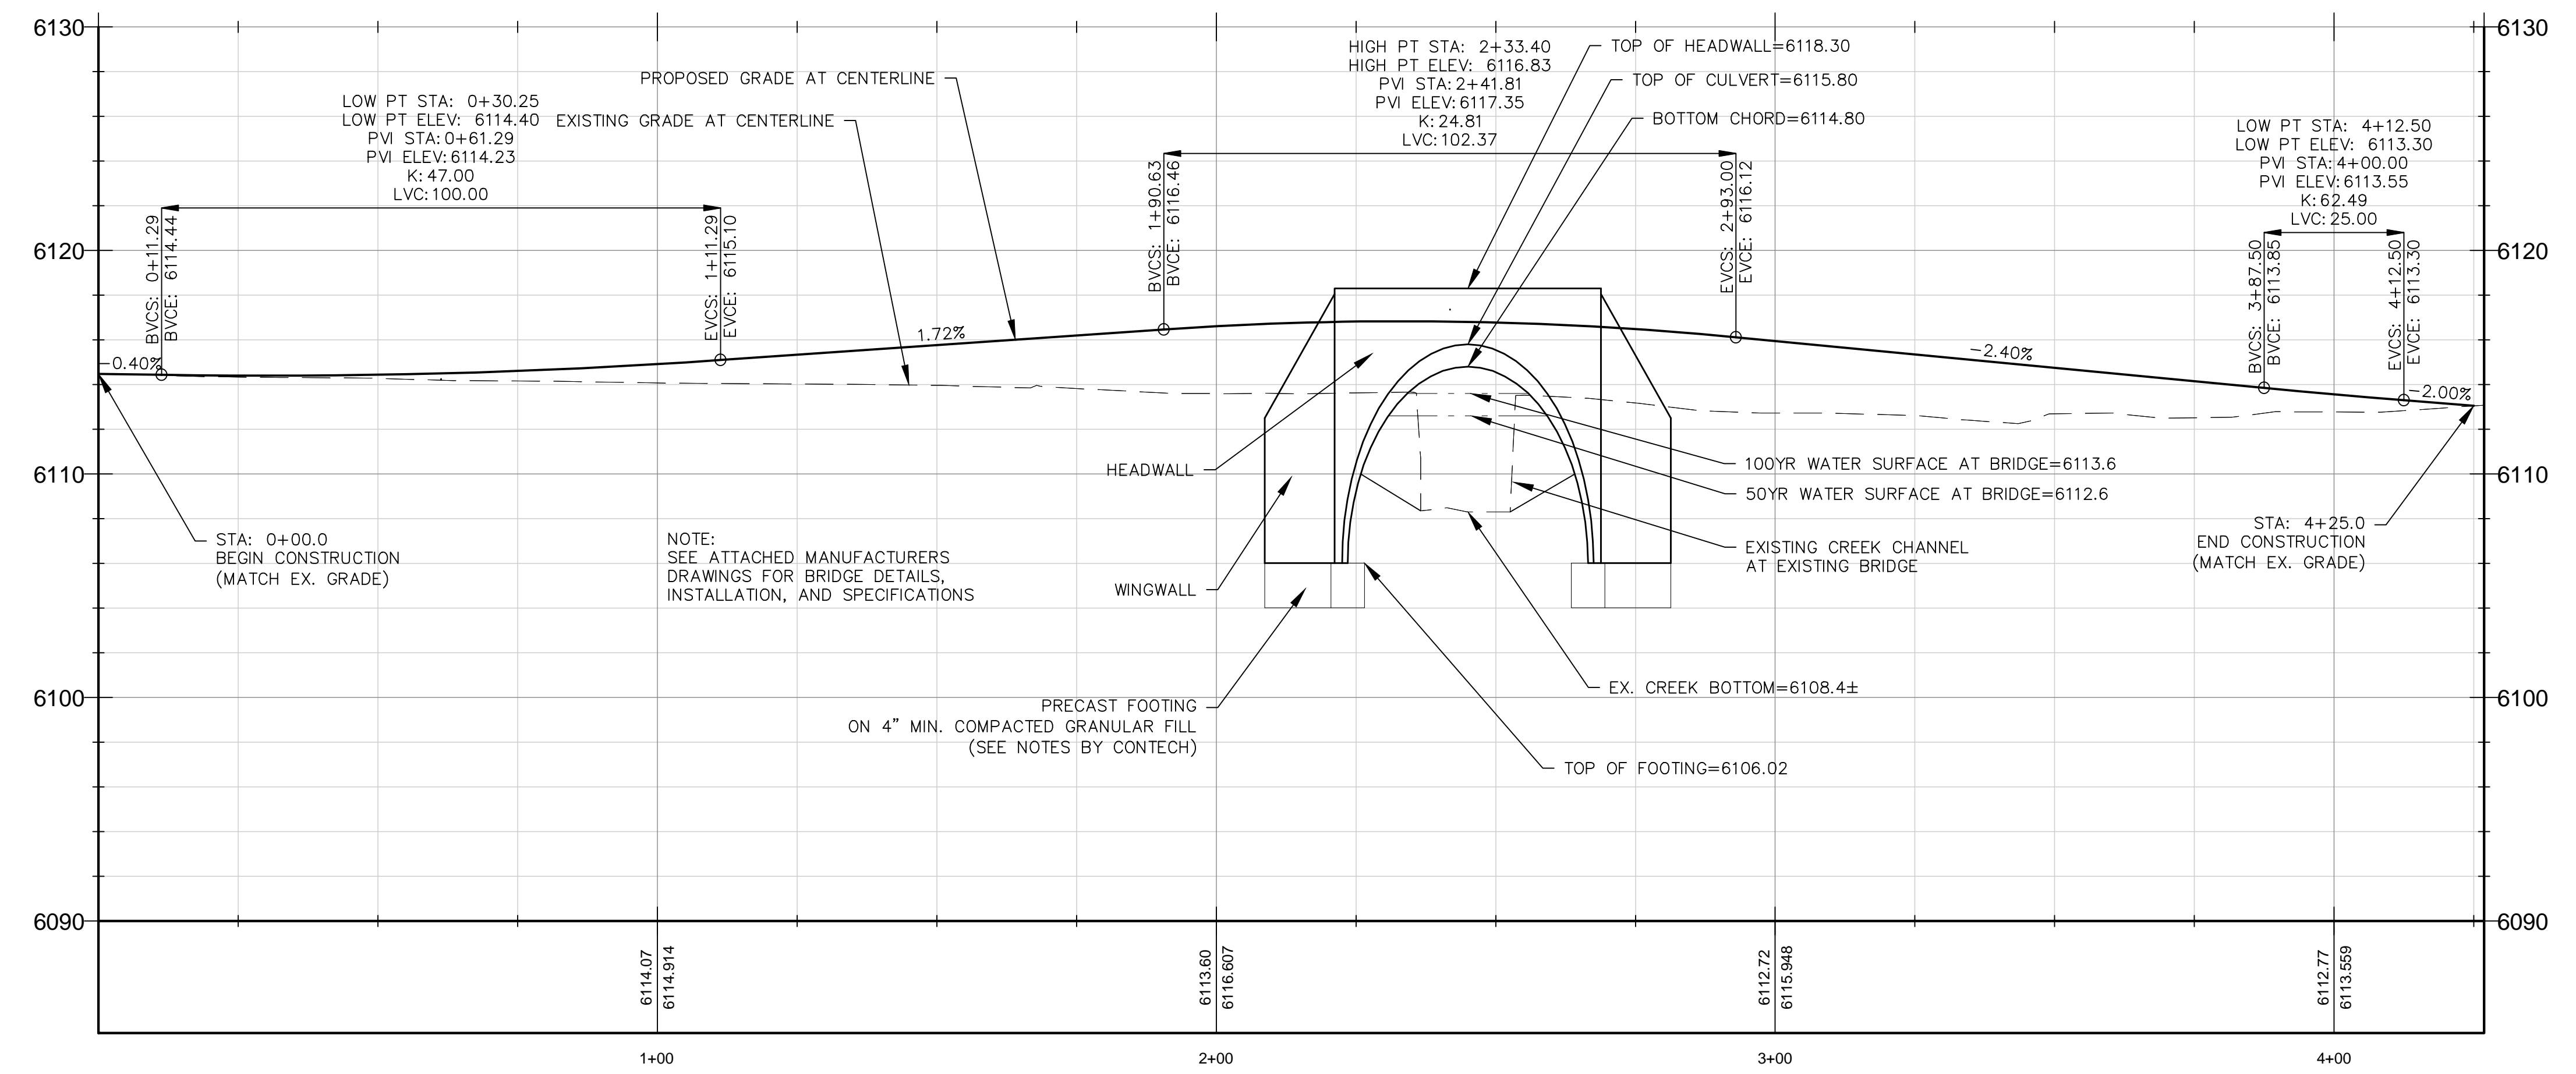 6130
6120
6110
6100
6090
6130
6120
6110
6100
6090
LOW PT STA: 0+30.25
LOW PT ELEV: 6114.40
PVI STA:0+61.29
PVI ELEV:6114.23
K:47.00
LVC:100.00
BVCS: 0+11.29
BVCE: 6114.44
EVCS: 1+11.29
EVCE: 6115.10
PROPOSED GRADE AT CENTERLINE
EXISTING GRADE AT CENTERLINE
HIGH PT STA: 2+33.40
HIGH PT ELEV: 6116.83
PVI STA:2+41.81
PVI ELEV:6117.35
K:24.81
LVC:102.37
BVCS: 1+90.63
BVCE: 6116.46
EVCS: 2+93.00
EVCE: 6116.12
TOP OF HEADWALL=6118.30
TOP OF CULVERT=6115.80
BOTTOM CHORD=6114.80
LOW PT STA: 4+12.50
LOW PT ELEV: 6113.30
PVI STA:4+00.00
PVI ELEV:6113.55
K:62.49
LVC:25.00
BVCS: 3+87.50
BVCE: 6113.85
EVCS: 4+12.50
EVCE: 6113.30
-0.40%
1.72%
-2.40%
-2.00%
HEADWALL
WINGWALL
100YR WATER SURFACE AT BRIDGE=6113.6
50YR WATER SURFACE AT BRIDGE=6112.6
EXISTING CREEK CHANNEL
AT EXISTING BRIDGE
STA: 0+00.0
BEGIN CONSTRUCTION
(MATCH EX. GRADE)
NOTE:
SEE ATTACHED MANUFACTURERS
DRAWINGS FOR BRIDGE DETAILS,
INSTALLATION, AND SPECIFICATIONS
STA: 4+25.0
END CONSTRUCTION
(MATCH EX. GRADE)
EX. CREEK BOTTOM=6108.4±
PRECAST FOOTING
ON 4" MIN. COMPACTED GRANULAR FILL
(SEE NOTES BY CONTECH)
TOP OF FOOTING=6106.02
6114.07
6114.914
6113.60
6116.607
6112.72
6115.948
6112.77
6113.559
1+00
2+00
3+00
4+00